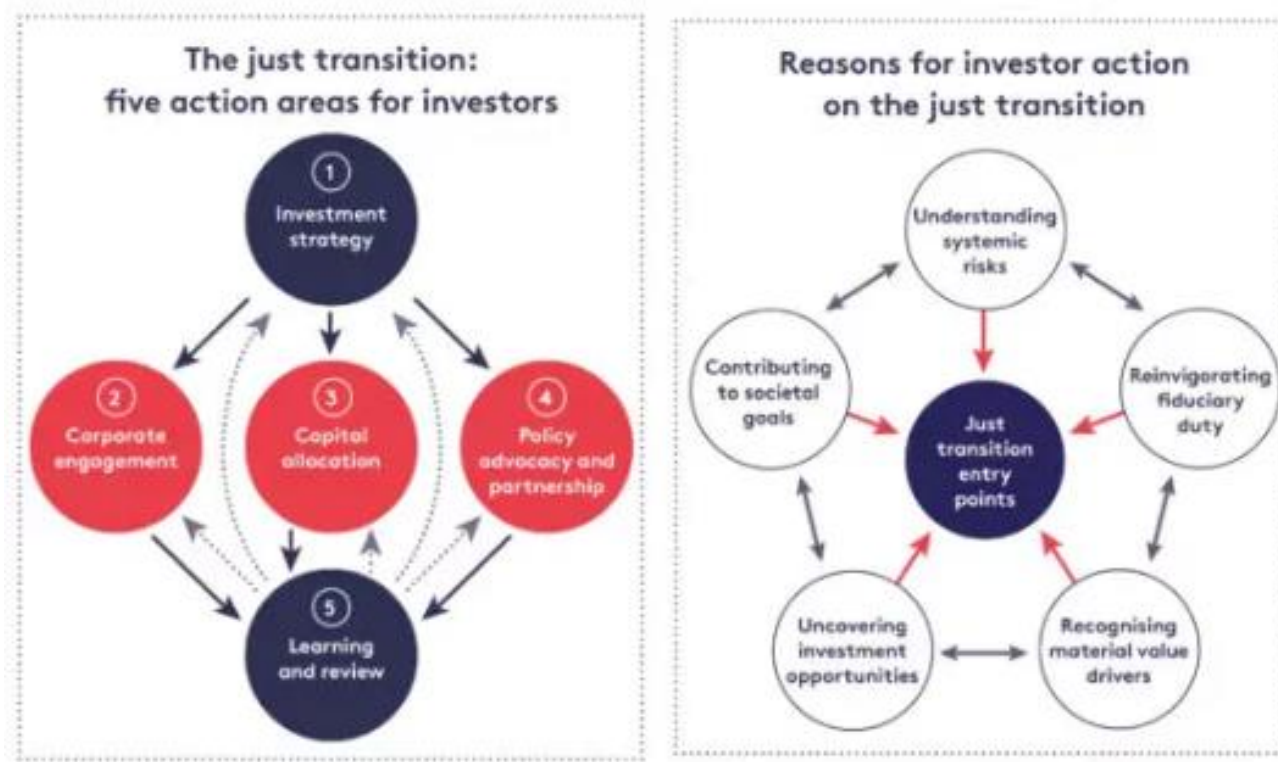 The just transition:
five action areas for investors
1
Investment
strategy
2
Corporate
engagement
3
Capital
allocation
4
Policy
advocacy and
partnership
5
Learning
and review
Reasons for investor action
on the just transition
Understanding
systemic
risks
Contributing
to societal
goals
Reinvigorating
fiduciary
duty
Just
transition
entry
points
Uncovering
investment
opportunities
Recognising
material value
drivers